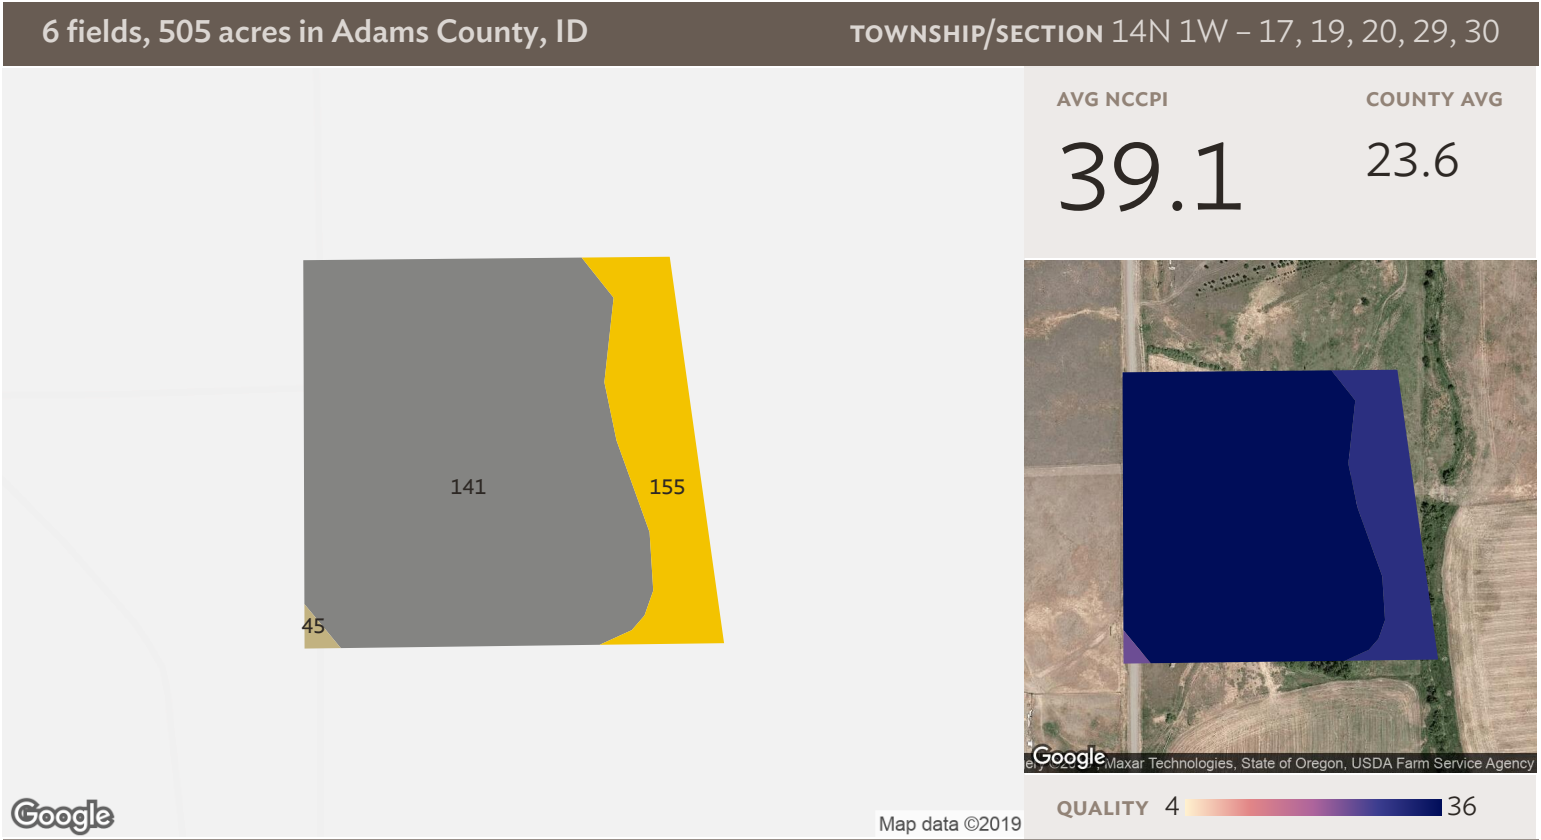 6 fields, 505 acres in Adams County, ID
TOWNSHIP/SECTION 14N 1W – 17, 19, 20, 29, 30
AVG NCCPI
COUNTY AVG
39.1
23.6
141
155
45
Google
Maxar Technologies, State of Oregon, USDA Farm Service Agency
Google
Map data ©2019
QUALITY 4 36